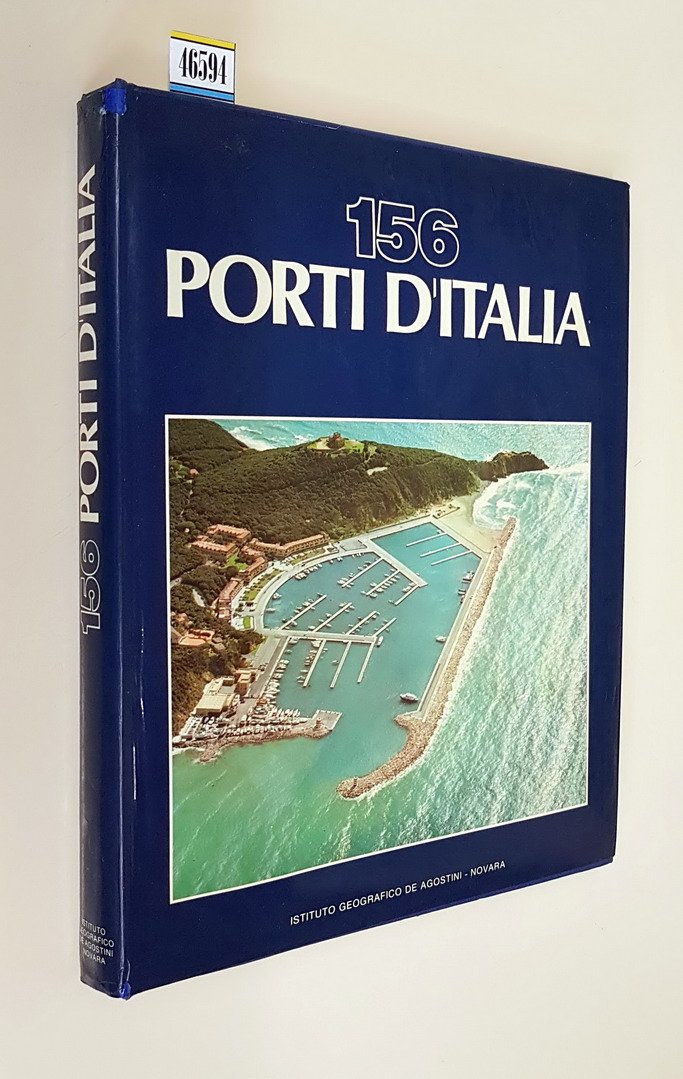 46594
156
PORTI D'ITALIA
ISTITUTO GEOGRAFICO DE AGOSTINI - NOVARA
156 PORTI D'ITALIA
ISTITUTO
GEOGRAFICO
DE AGOSTINI
NOVARA